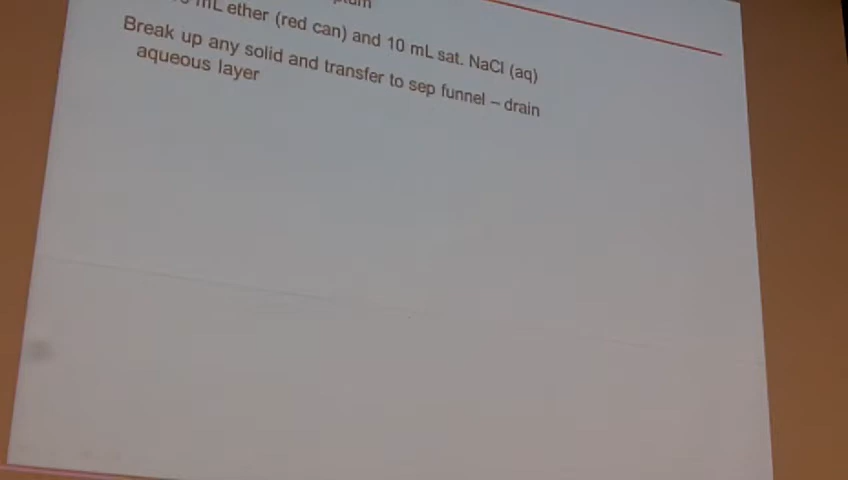 mL ether (red can) and 10 mL sat. NaCl (aq)
Break up any solid and transfer to sep funnel – drain
aqueous layer